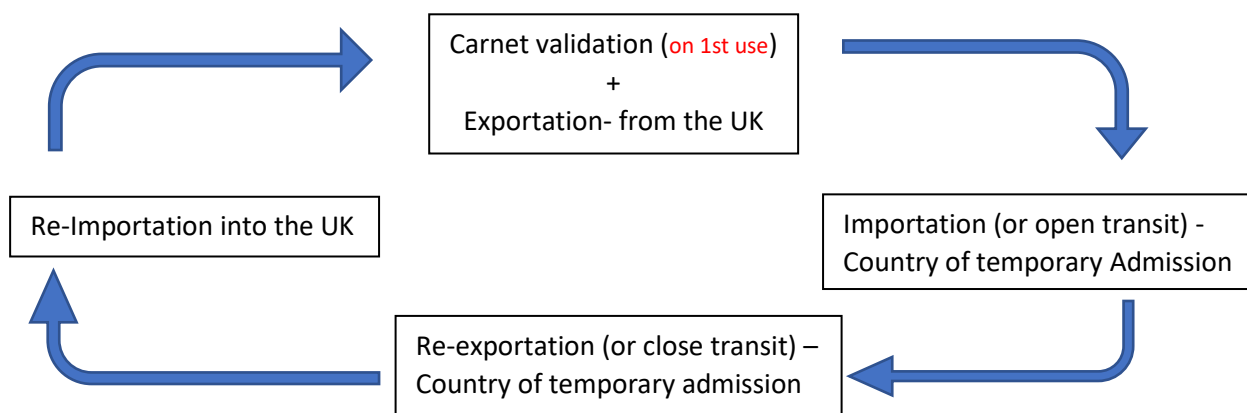 Carnet validation (on 1st use)
+
Exportation- from the UK
Re-Importation into the UK
Importation (or open transit) -
Country of temporary Admission
Re-exportation (or close transit) –
Country of temporary admission